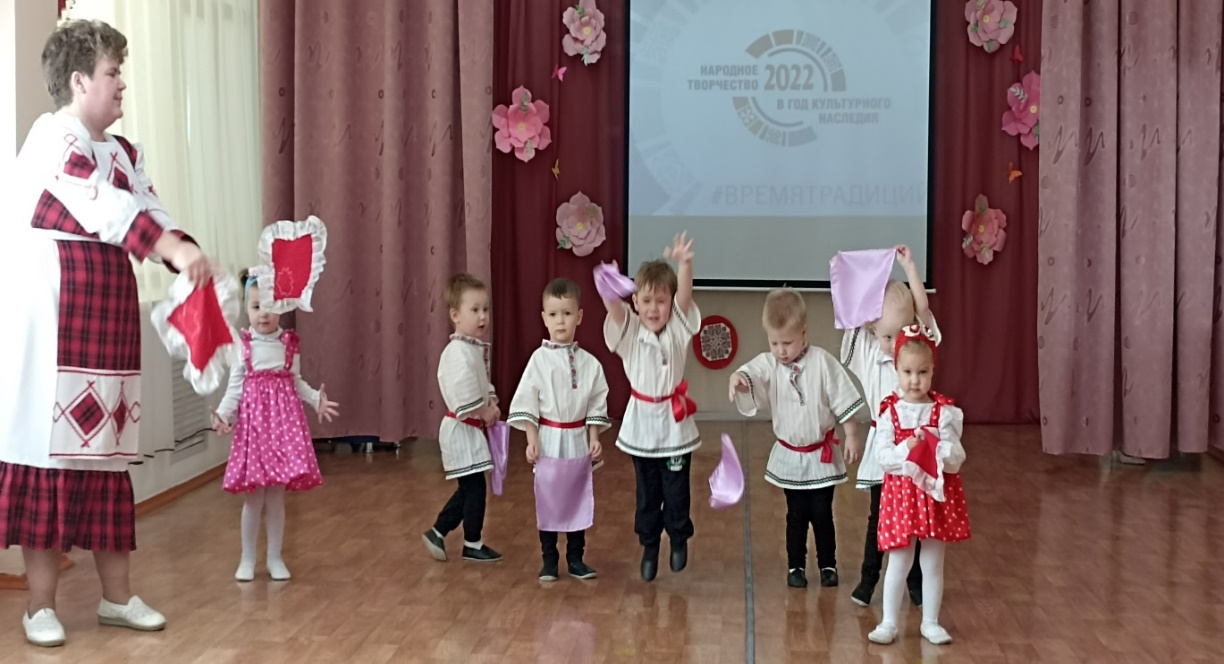 НАРОДНОЕ
ТВОРЧЕСТВО 2022
В ГОД КУЛЬТУРНОГО
НАСЛЕДИЯ
#ВРЕМЯТРАДИЦИЙ